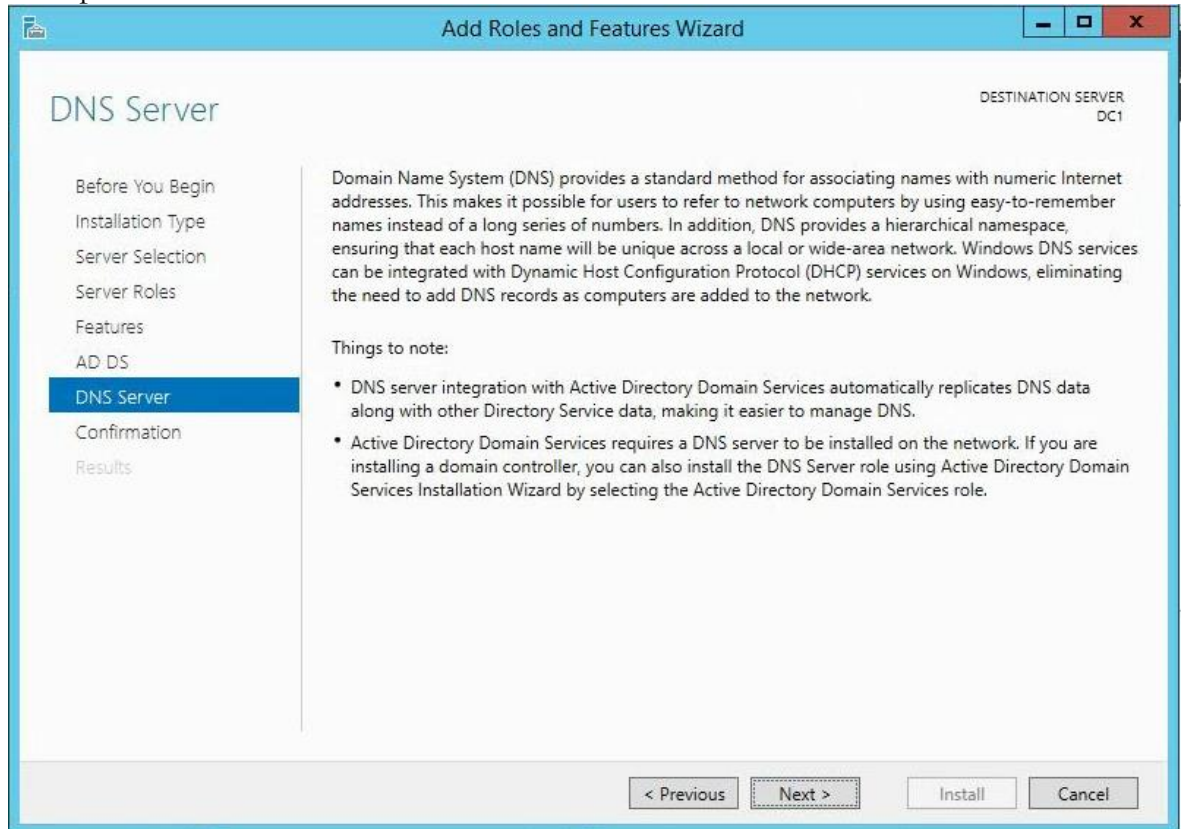 Add Roles and Features Wizard
DNS Server
DESTINATION SERVER
DC1
Before You Begin
Installation Type
Server Selection
Server Roles
Features
AD DS
DNS Server
Confirmation
Results
Domain Name System (DNS) provides a standard method for associating names with numeric Internet
addresses. This makes it possible for users to refer to network computers by using easy-to-remember
names instead of a long series of numbers. In addition, DNS provides a hierarchical namespace,
ensuring that each host name will be unique across a local or wide-area network. Windows DNS services
can be integrated with Dynamic Host Configuration Protocol (DHCP) services on Windows, eliminating
the need to add DNS records as computers are added to the network.
Things to note:
• DNS server integration with Active Directory Domain Services automatically replicates DNS data
along with other Directory Service data, making it easier to manage DNS.
• Active Directory Domain Services requires a DNS server to be installed on the network. If you are
installing a domain controller, you can also install the DNS Server role using Active Directory Domain
Services Installation Wizard by selecting the Active Directory Domain Services role.
< Previous
Next >
Install
Cancel